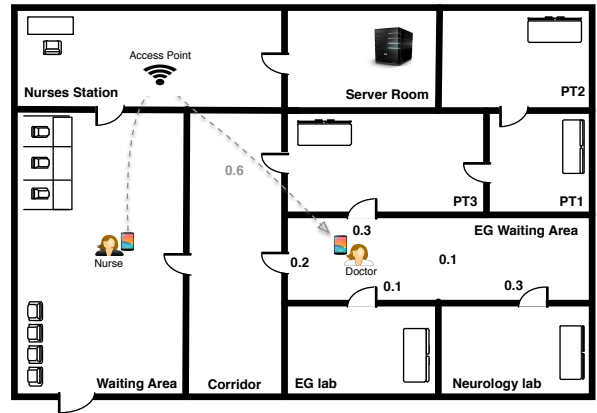 Access Point
Nurses Station
Server Room
PT2
0.6
PT3
PT1
0.3
EG Waiting Area
Nurse
0.2
Doctor
0.1
0.1
0.3
Waiting Area
Corridor
EG lab
Neurology lab